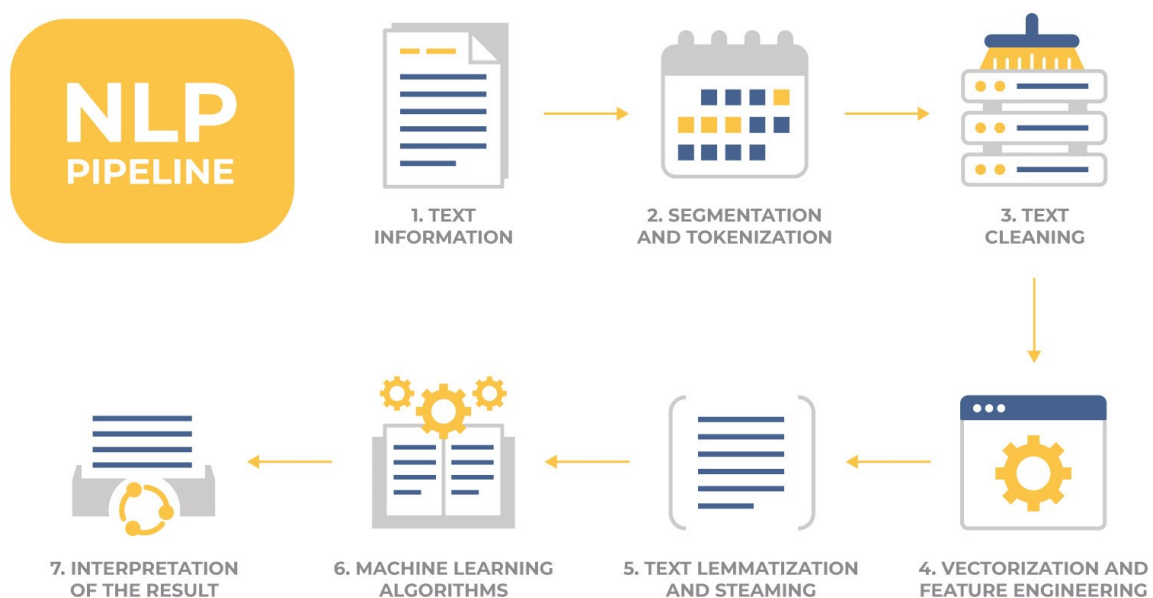 NLP
PIPELINE
1. TEXT
INFORMATION
2. SEGMENTATION
AND TOKENIZATION
3. TEXT
CLEANING
4. VECTORIZATION AND
FEATURE ENGINEERING
5. TEXT LEMMATIZATION
AND STEAMING
6. MACHINE LEARNING
ALGORITHMS
7. INTERPRETATION
OF THE RESULT